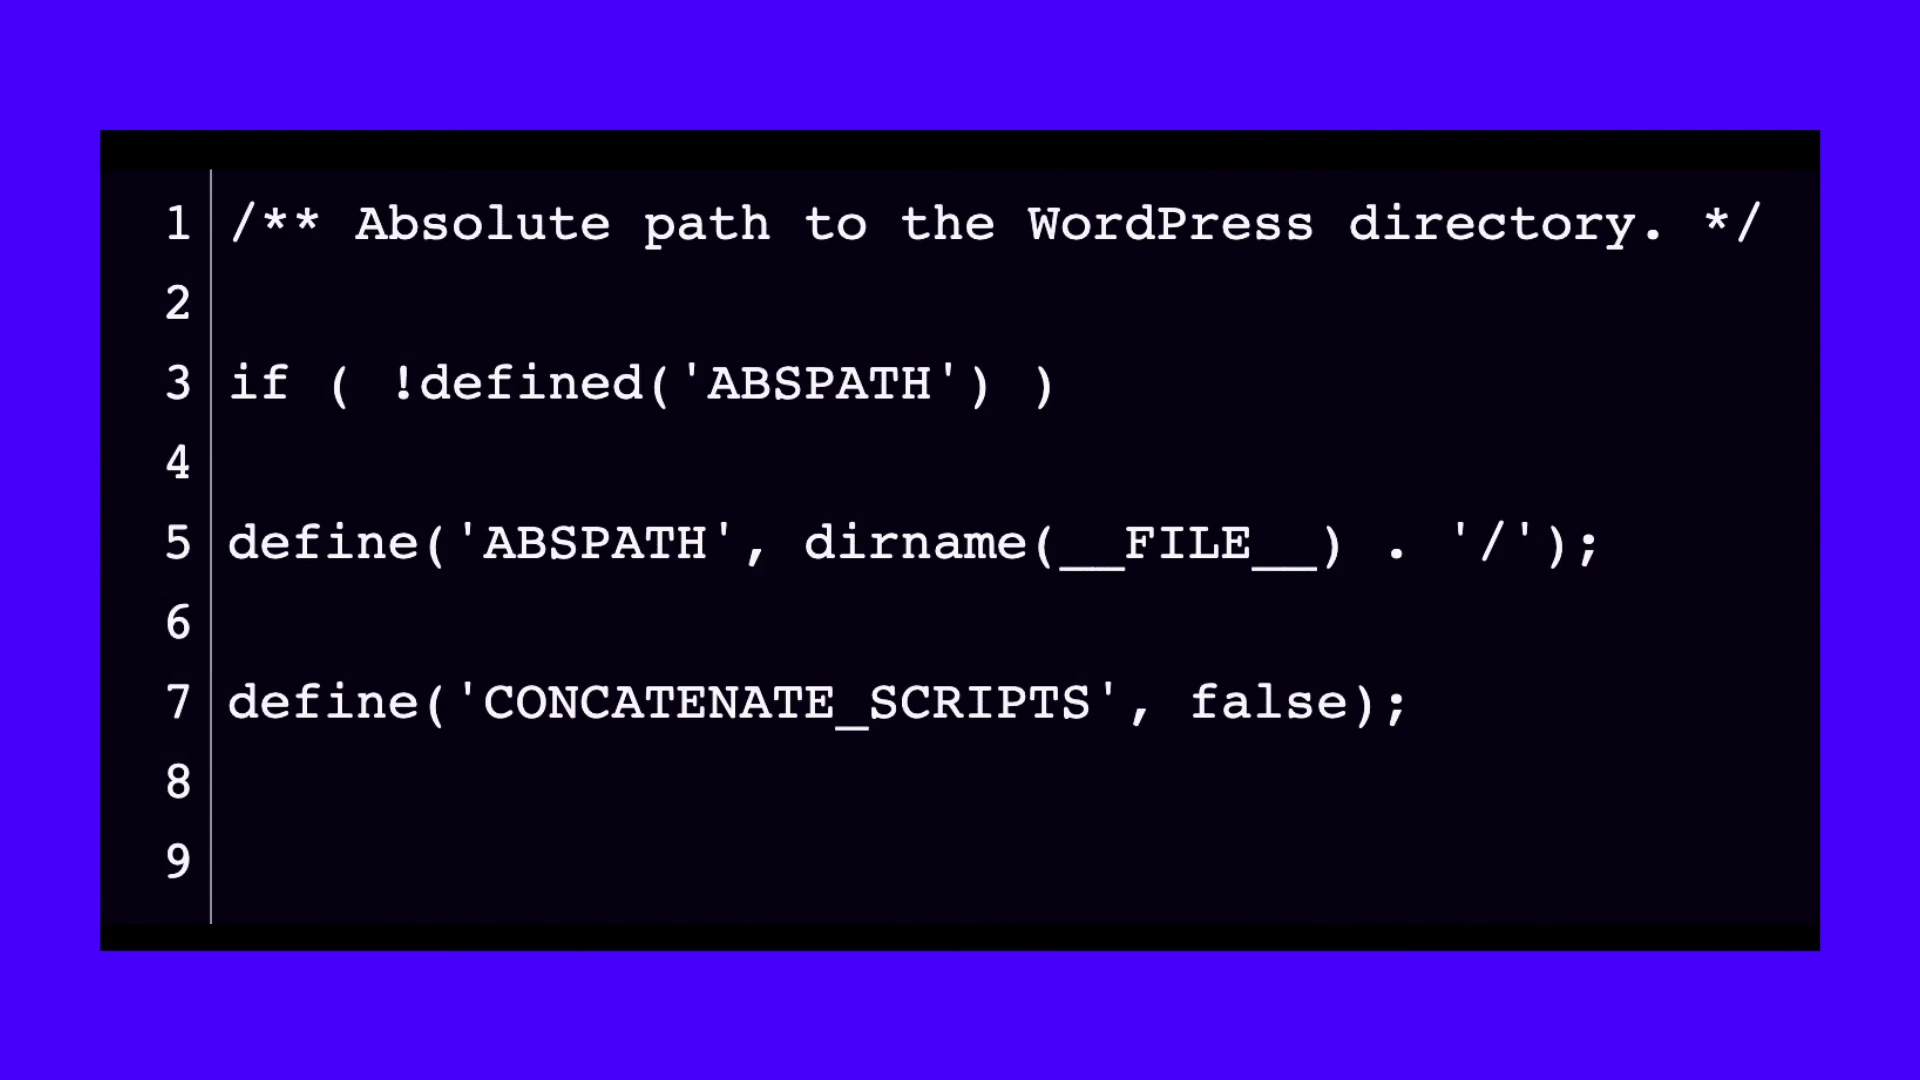 1 /** Absolute path to the WordPress directory. */
2
3 if ( !defined('ABSPATH') )
4
5 define('ABSPATH', dirname(__FILE__) . '/');
6
7 define('CONCATENATE_SCRIPTS', false);
8
9